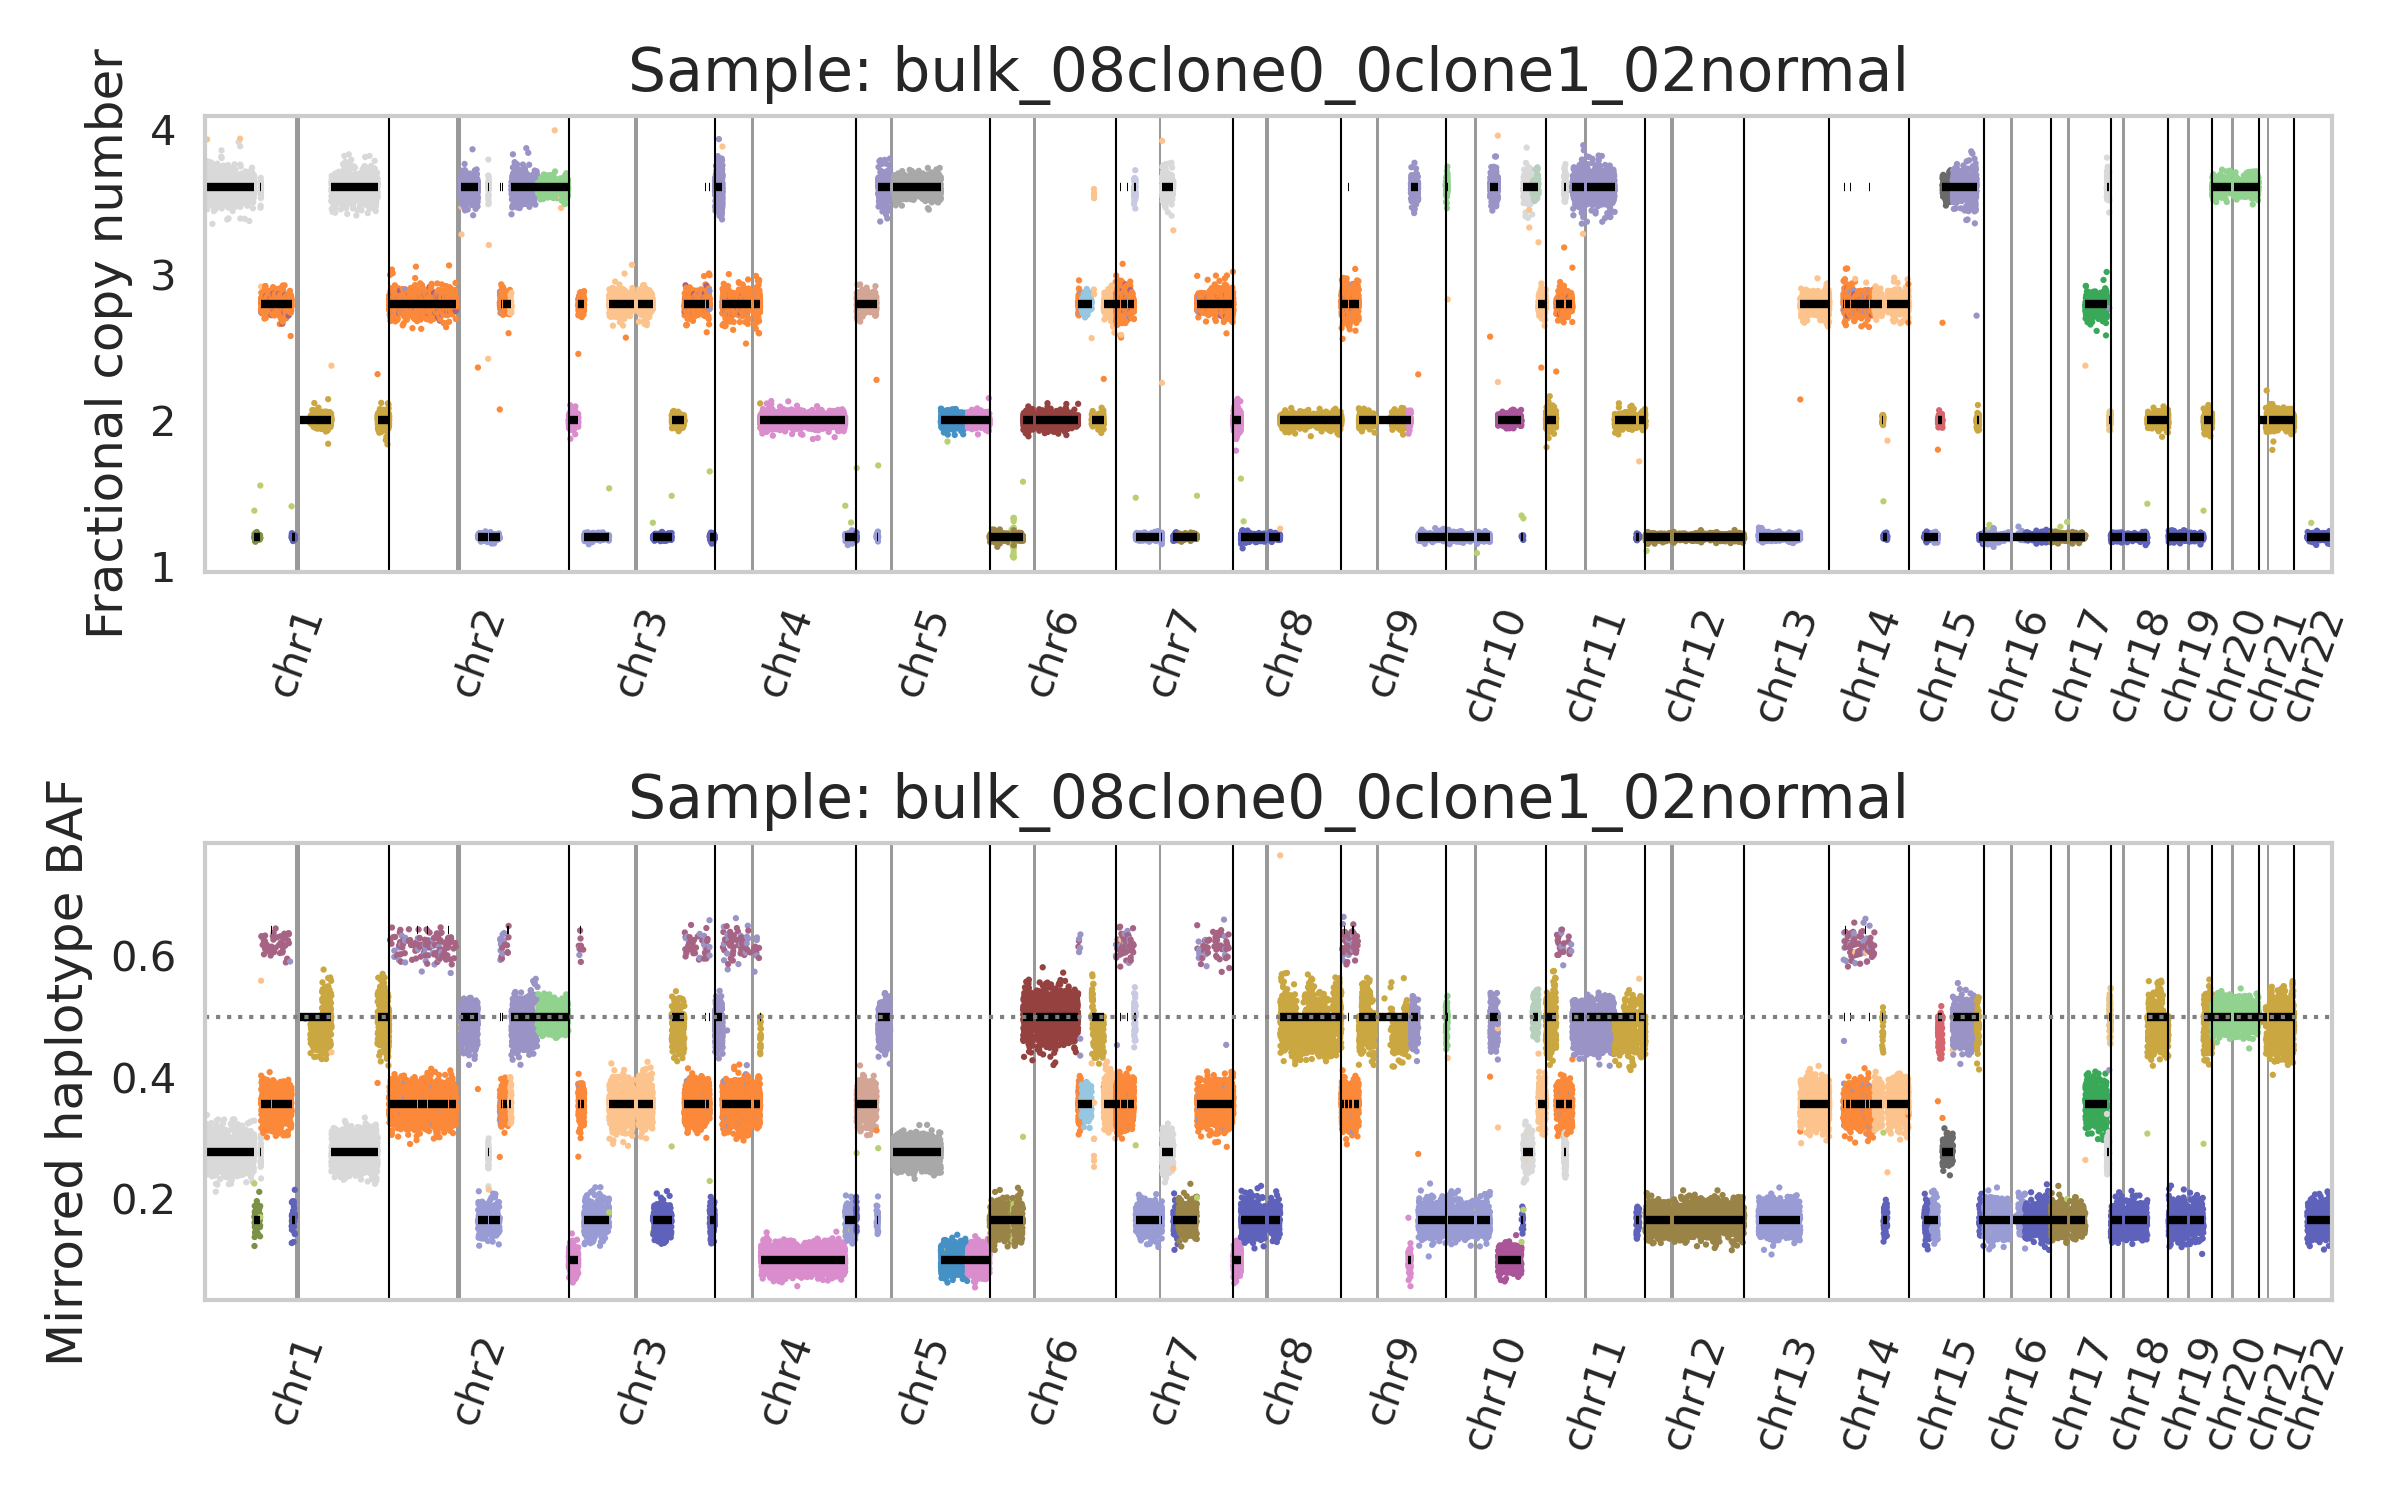 Sample: bulk_08clone0_0clone1_02normal
Fractional copy number
4
3
2
1
chr1 chr2 chr3 chr4 chr5 chr6 chr7 chr8 chr9 chr10 chr11 chr12 chr13 chr14 chr15 chr16 chr17 chr18 chr19 chr20 chr21 chr22
Sample: bulk_08clone0_0clone1_02normal
Mirrored haplotype BAF
0.6
0.4
0.2
chr1 chr2 chr3 chr4 chr5 chr6 chr7 chr8 chr9 chr10 chr11 chr12 chr13 chr14 chr15 chr16 chr17 chr18 chr19 chr20 chr21 chr22